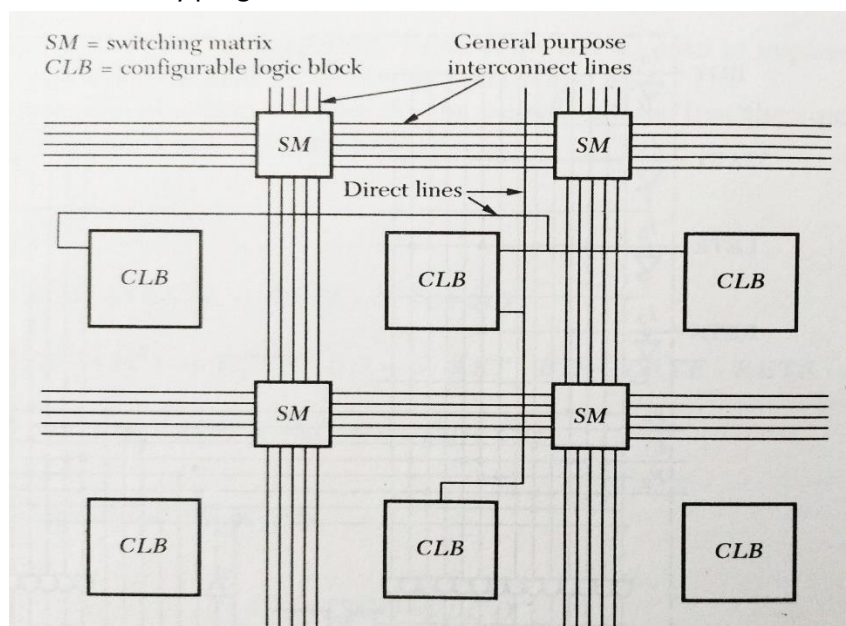 SM = switching matrix
CLB = configurable logic block
General purpose
interconnect lines
SM
SM
Direct lines
CLB
CLB
CLB
SM
SM
CLB
CLB
CLB